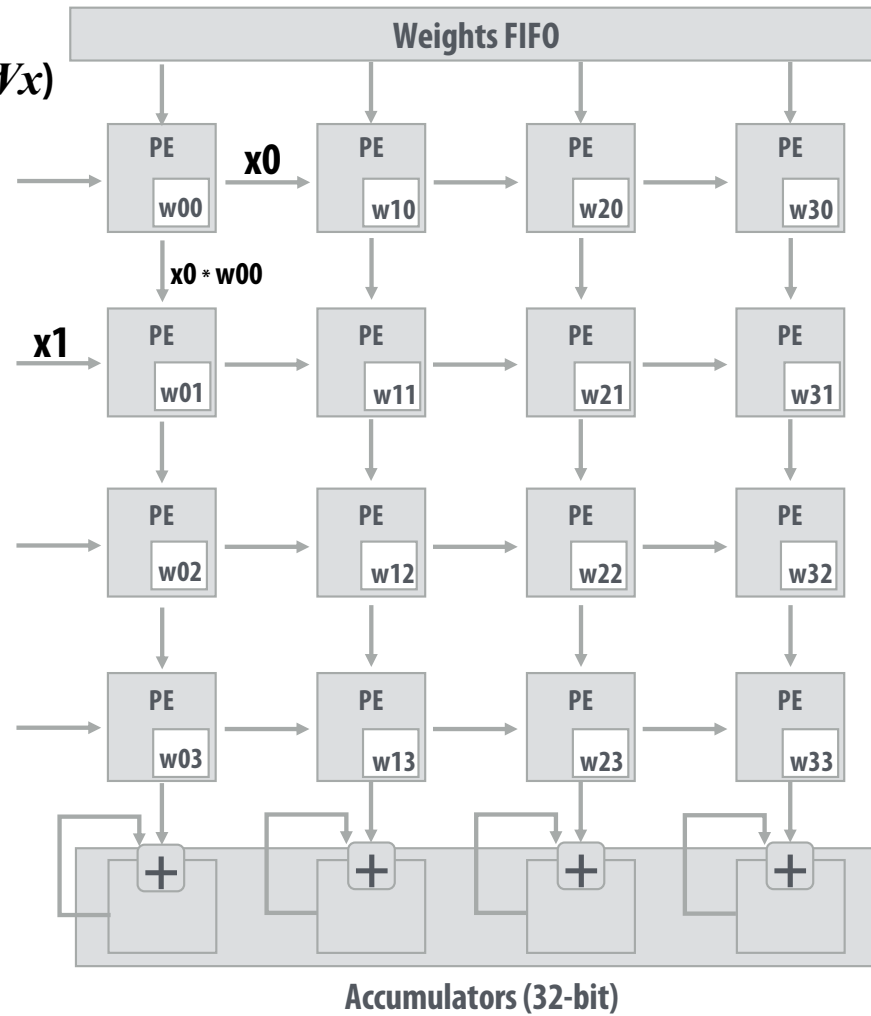 Weights FIFO
Vx)
PE PE PE PE
x0
w00 w10 w20 w30
x0 * w00
PE PE PE PE
x1
w01 w11 w21 w31
PE PE PE PE
w02 w12 w22 w32
PE PE PE PE
w03 w13 w23 w33
+ + + +
Accumulators (32-bit)